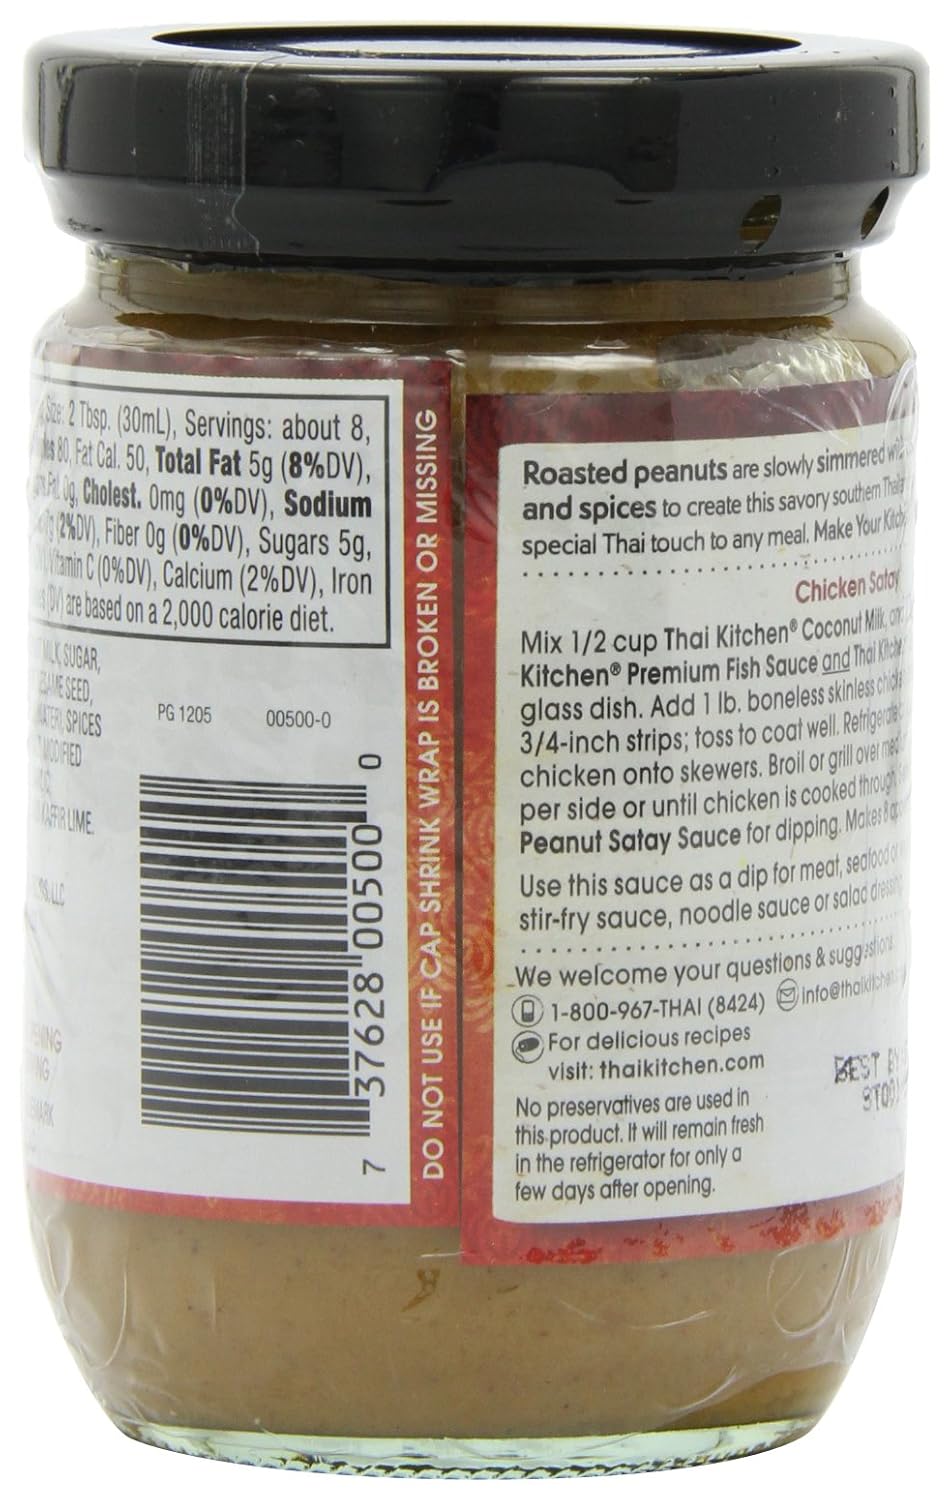 Size: 2 Tbsp. (30mL), Servings: about 8,
80, Fat Cal. 50, Total Fat 5g (8%DV),
0g, Cholest. 0mg (0%DV), Sodium
(2%DV), Fiber 0g (0%DV), Sugars 5g,
Vitamin C (0%DV), Calcium (2%DV), Iron
(DV) are based on a 2,000 calorie diet.
MILK, SUGAR,
SEED,
SPICES
MODIFIED
LIME.
LLC
PG 1205 00500-0
7 37628 00500 0
DO NOT USE IF CAP SHRINK WRAP IS BROKEN OR MISSING
Roasted peanuts are slowly simmered
and spices to create this savory southern
special Thai touch to any meal. Make Your
Chicken Satay
Mix 1/2 cup Thai Kitchen® Coconut Milk, and
Kitchen® Premium Fish Sauce and Thai
glass dish. Add 1 lb. boneless skinless
3/4-inch strips; toss to coat well. Refrigerate
chicken onto skewers. Broil or grill over
per side or until chicken is cooked through.
Peanut Satay Sauce for dipping. Makes 8
Use this sauce as a dip for meat, seafood or
stir-fry sauce, noodle sauce or salad
We welcome your questions & suggestions
1-800-967-THAI (8424) info@thaikitchen
For delicious recipes
visit: thaikitchen.com
No preservatives are used in
this product. It will remain fresh
in the refrigerator for only a
few days after opening.
BEST BY